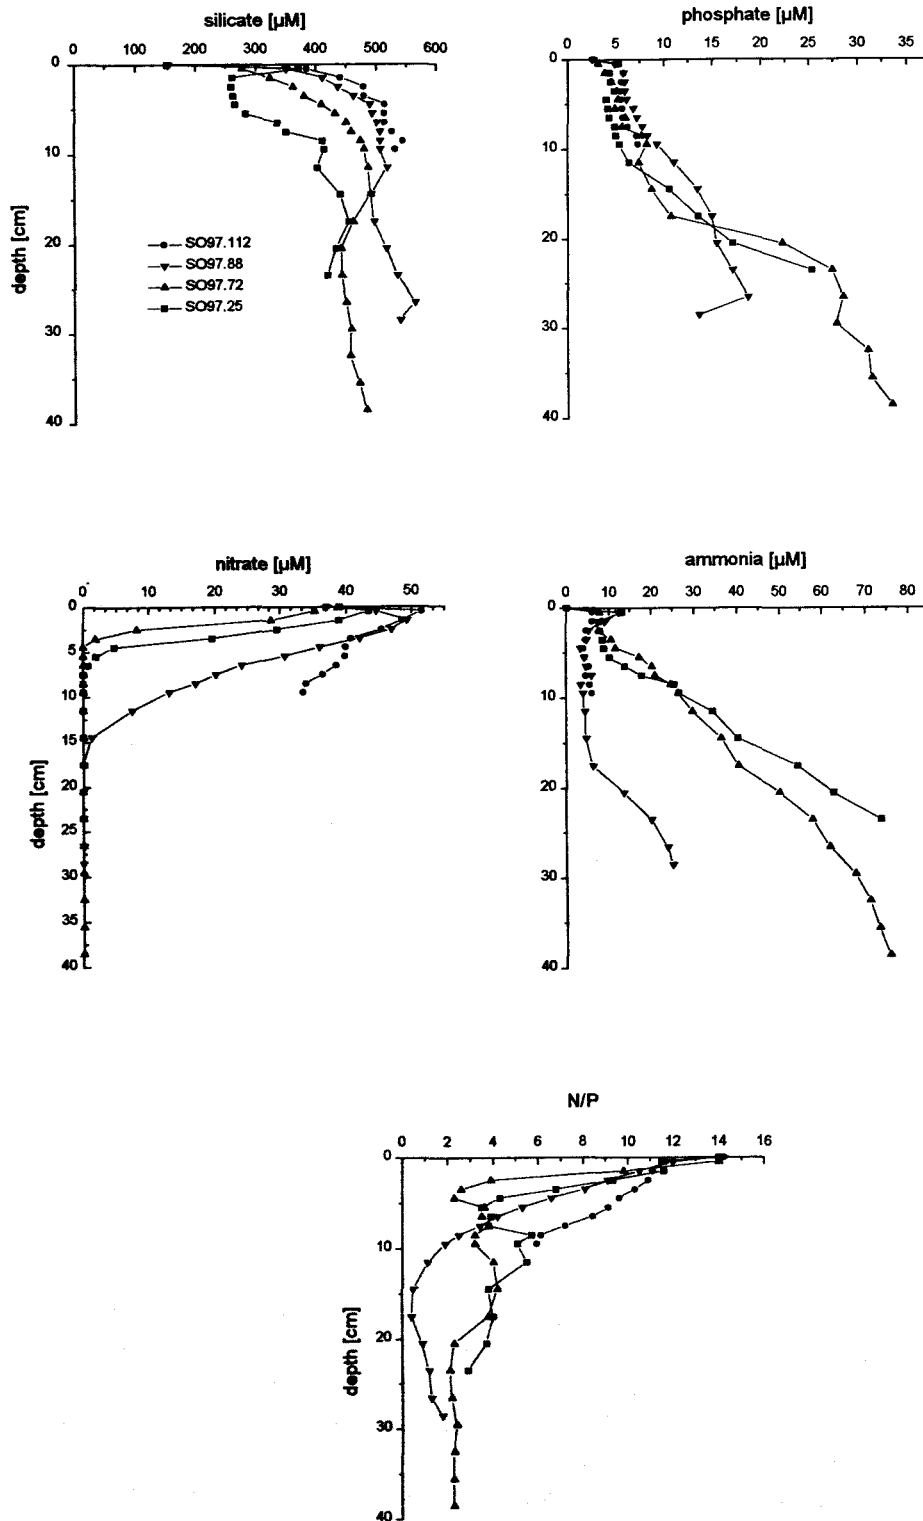 silicate [µM]
0 100 200 300 400 500 600
0
10
20
30
40
depth [cm]
SO97.112
SO97.88
SO97.72
SO97.25
phosphate [µM]
0 5 10 15 20 25 30 35
0
10
20
30
40
nitrate [µM]
0 10 20 30 40 50
0
5
10
15
20
25
30
35
40
depth [cm]
ammonia [µM]
0 10 20 30 40 50 60 70 80
0
10
20
30
40
N/P
0 2 4 6 8 10 12 14 16
0
10
20
30
40
depth [cm]